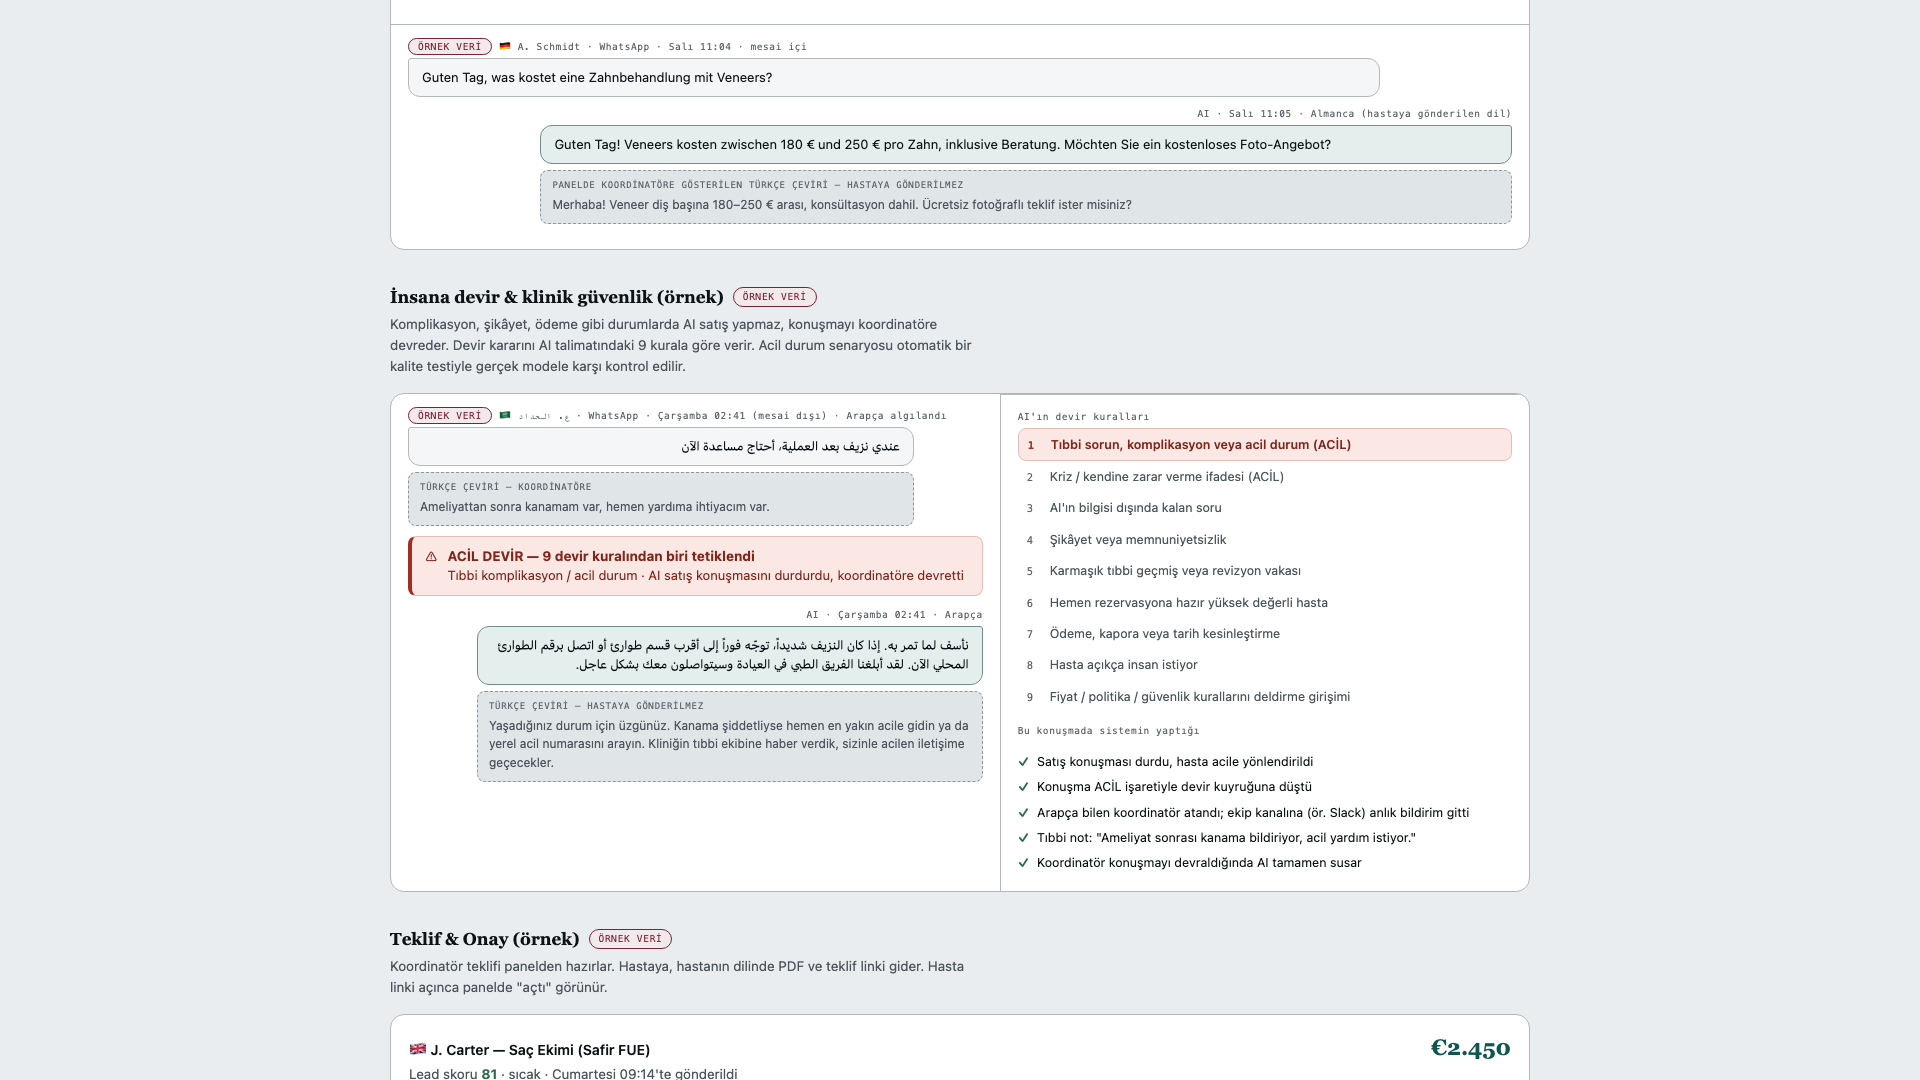 ÖRNEK VERİ A. Schmidt · WhatsApp · Salı 11:04 · mesai içi
Guten Tag, was kostet eine Zahnbehandlung mit Veneers?
AI · Salı 11:05 · Almanca (hastaya gönderilen dil)
Guten Tag! Veneers kosten zwischen 180 € und 250 € pro Zahn, inklusive Beratung. Möchten Sie ein kostenloses Foto-Angebot?
PANELDE KOORDİNATÖRE GÖSTERİLEN TÜRKÇE ÇEVİRİ — HASTAYA GÖNDERİLMEZ
Merhaba! Veneer diş başına 180–250 € arası, konsültasyon dahil. Ücretsiz fotoğraflı teklif ister misiniz?
İnsana devir & klinik güvenlik (örnek) ÖRNEK VERİ
Komplikasyon, şikâyet, ödeme gibi durumlarda AI satış yapmaz, konuşmayı koordinatöre
devreder. Devir kararını AI talimatındaki 9 kurala göre verir. Acil durum senaryosu otomatik bir
kalite testiyle gerçek modele karşı kontrol edilir.
ÖRNEK VERİ ع. الحداد · WhatsApp · Çarşamba 02:41 (mesai dışı) · Arapça algılandı
عندي نزيف بعد العملية، أحتاج مساعدة الآن
TÜRKÇE ÇEVİRİ — KOORDİNATÖRE
Ameliyattan sonra kanamam var, hemen yardıma ihtiyacım var.
ACİL DEVİR — 9 devir kuralından biri tetiklendi
Tıbbi komplikasyon / acil durum · AI satış konuşmasını durdurdu, koordinatöre devretti
AI · Çarşamba 02:41 · Arapça
نأسف لما تمر به. إذا كان النزيف شديداً، توجّه فوراً إلى أقرب قسم طوارئ أو اتصل برقم الطوارئ
المحلي الآن. لقد أبلغنا الفريق الطبي في العيادة وسيتواصلون معك بشكل عاجل.
TÜRKÇE ÇEVİRİ — HASTAYA GÖNDERİLMEZ
Yaşadığınız durum için üzgünüz. Kanama şiddetliyse hemen en yakın acile gidin ya da
yerel acil numarasını arayın. Kliniğin tıbbi ekibine haber verdik, sizinle acilen iletişime
geçecekler.
AI'ın devir kuralları
1 Tıbbi sorun, komplikasyon veya acil durum (ACİL)
2 Kriz / kendine zarar verme ifadesi (ACİL)
3 AI'ın bilgisi dışında kalan soru
4 Şikâyet veya memnuniyetsizlik
5 Karmaşık tıbbi geçmiş veya revizyon vakası
6 Hemen rezervasyona hazır yüksek değerli hasta
7 Ödeme, kapora veya tarih kesinleştirme
8 Hasta açıkça insan istiyor
9 Fiyat / politika / güvenlik kurallarını deldirme girişimi
Bu konuşmada sistemin yaptığı
Satış konuşması durdu, hasta acile yönlendirildi
Konuşma ACİL işaretiyle devir kuyruğuna düştü
Arapça bilen koordinatör atandı; ekip kanalına (ör. Slack) anlık bildirim gitti
Tıbbi not: "Ameliyat sonrası kanama bildiriyor, acil yardım istiyor."
Koordinatör konuşmayı devraldığında AI tamamen susar
Teklif & Onay (örnek) ÖRNEK VERİ
Koordinatör teklifi panelden hazırlar. Hastaya, hastanın dilinde PDF ve teklif linki gider. Hasta
linki açınca panelde "açtı" görünür.
J. Carter — Saç Ekimi (Safir FUE) €2.450
Lead skoru 81 · sıcak · Cumartesi 09:14'te gönderildi